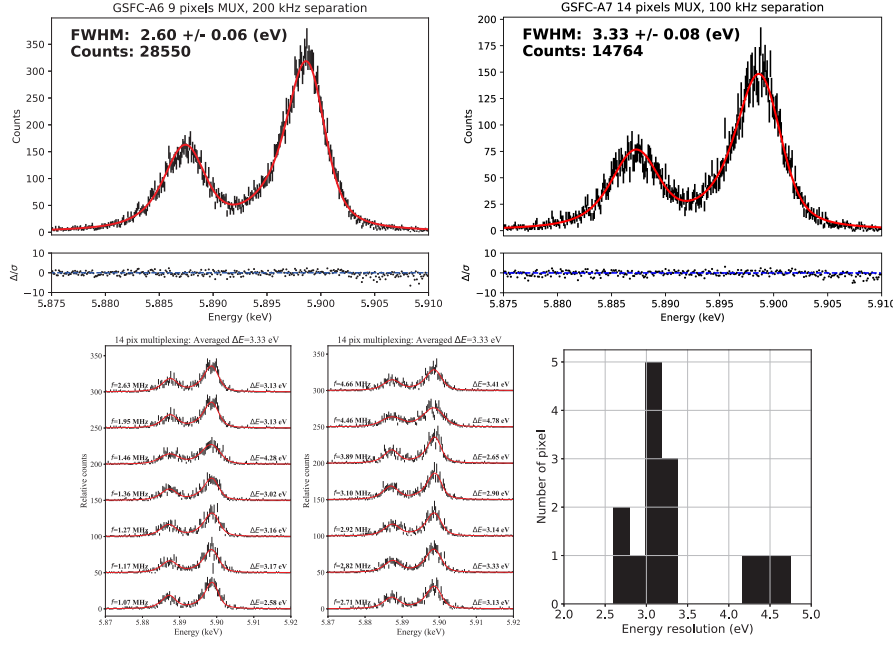 GSFC-A6 9 pixels MUX, 200 kHz separation
FWHM: 2.60 +/- 0.06 (eV)
Counts: 28550
350
300
250
200
150
100
50
0
Counts
10
0
−10
Δ/σ
5.875 5.880 5.885 5.890 5.895 5.900 5.905 5.910
Energy (keV)
GSFC-A7 14 pixels MUX, 100 kHz separation
FWHM: 3.33 +/- 0.08 (eV)
Counts: 14764
200
175
150
125
100
75
50
25
0
Counts
10
0
−10
Δ/σ
5.875 5.880 5.885 5.890 5.895 5.900 5.905 5.910
Energy (keV)
14 pix multiplexing: Averaged ΔE=3.33 eV
350
300
250
200
150
100
50
0
Relative counts
f=2.63 MHz ΔE=3.13 eV
f=1.95 MHz ΔE=3.13 eV
f=1.46 MHz ΔE=4.28 eV
f=1.36 MHz ΔE=3.02 eV
f=1.27 MHz ΔE=3.16 eV
f=1.17 MHz ΔE=3.17 eV
f=1.07 MHz ΔE=2.58 eV
5.87 5.88 5.89 5.90 5.91 5.92
Energy (keV)
14 pix multiplexing: Averaged ΔE=3.33 eV
350
300
250
200
150
100
50
0
Relative counts
f=4.66 MHz ΔE=3.41 eV
f=4.46 MHz ΔE=4.78 eV
f=3.89 MHz ΔE=2.65 eV
f=3.10 MHz ΔE=2.90 eV
f=2.92 MHz ΔE=3.14 eV
f=2.82 MHz ΔE=3.33 eV
f=2.71 MHz ΔE=3.13 eV
5.87 5.88 5.89 5.90 5.91 5.92
Energy (keV)
5
4
3
2
1
0
Number of pixel
2.0 2.5 3.0 3.5 4.0 4.5 5.0
Energy resolution (eV)